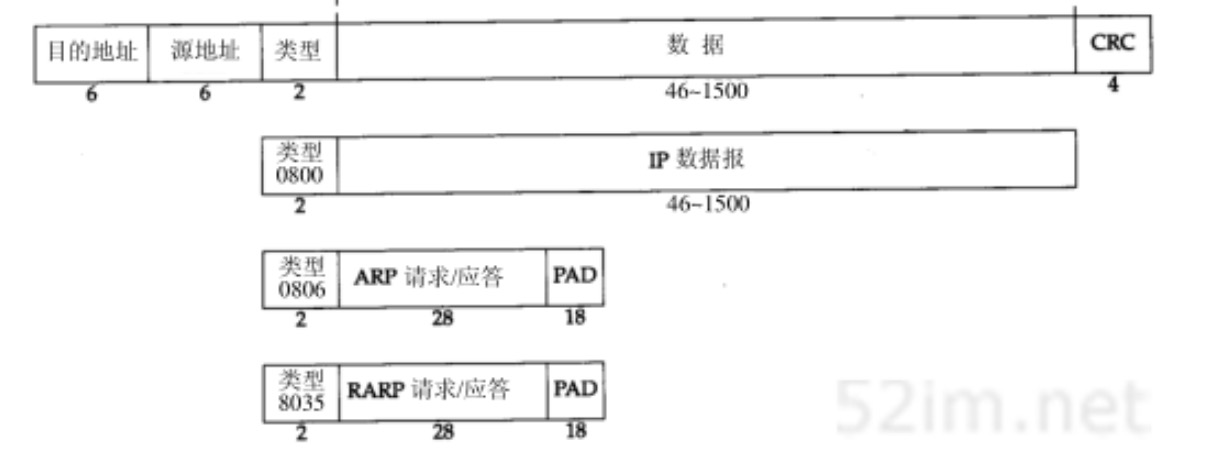 目的地址 源地址 类型 数 据 CRC
6 6 2 46~1500 4
类型
0800
IP 数据报
2 46~1500
类型
0806
ARP 请求/应答 PAD
2 28 18
类型
8035
RARP 请求/应答 PAD
2 28 18
52im.net